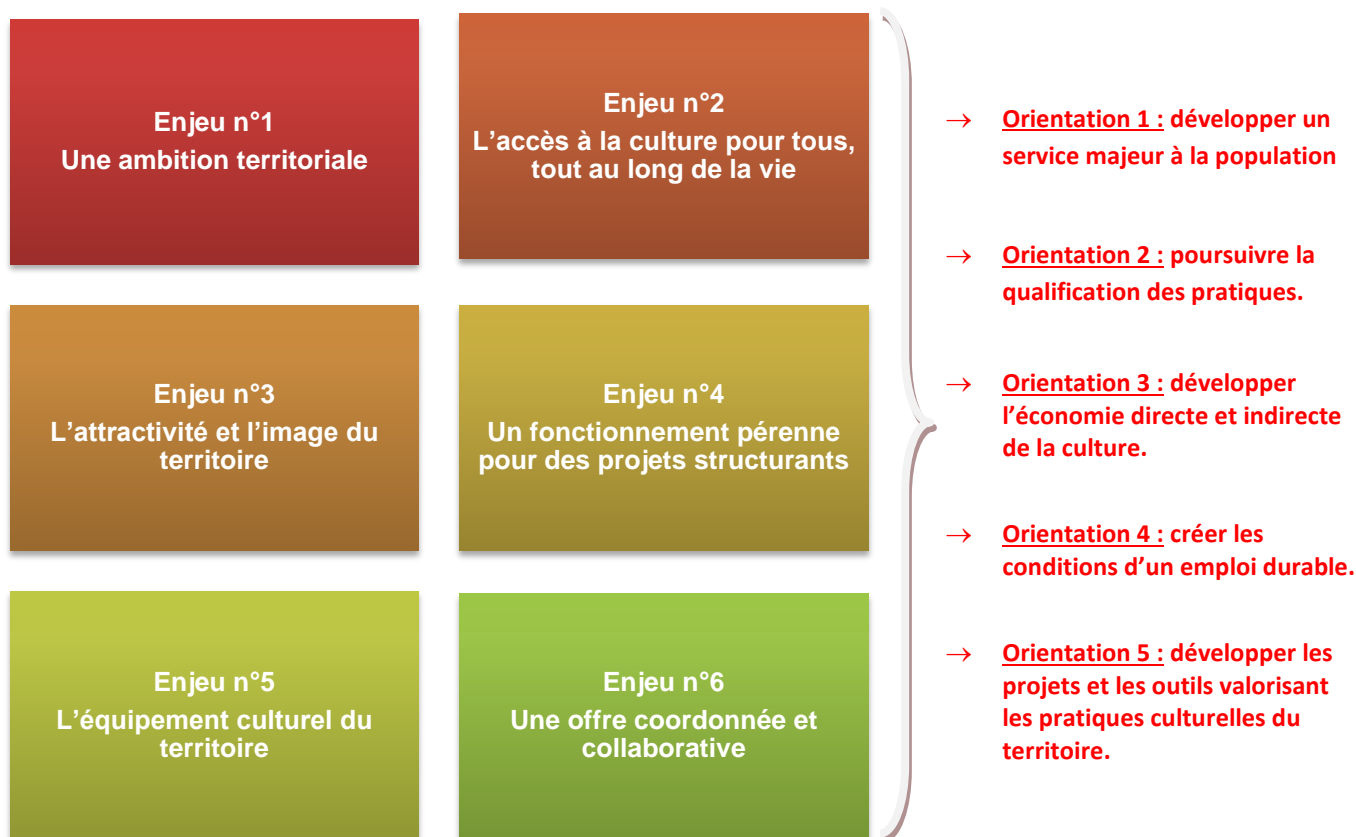 Enjeu n°1
Une ambition territoriale
Enjeu n°2
L'accès à la culture pour tous,
tout au long de la vie
Enjeu n°3
L'attractivité et l'image du
territoire
Enjeu n°4
Un fonctionnement pérenne
pour des projets structurants
Enjeu n°5
L'équipement culturel du
territoire
Enjeu n°6
Une offre coordonnée et
collaborative
→ Orientation 1 : développer un
service majeur à la population
→ Orientation 2 : poursuivre la
qualification des pratiques.
→ Orientation 3 : développer
l’économie directe et indirecte
de la culture.
→ Orientation 4 : créer les
conditions d’un emploi durable.
→ Orientation 5 : développer les
projets et les outils valorisant
les pratiques culturelles du
territoire.